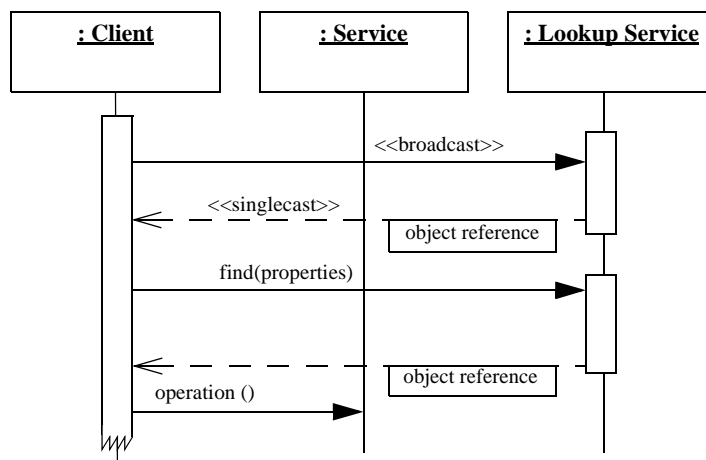 : Client
: Service
: Lookup Service
<<broadcast>>
<<singlecast>>
object reference
find(properties)
object reference
operation ()